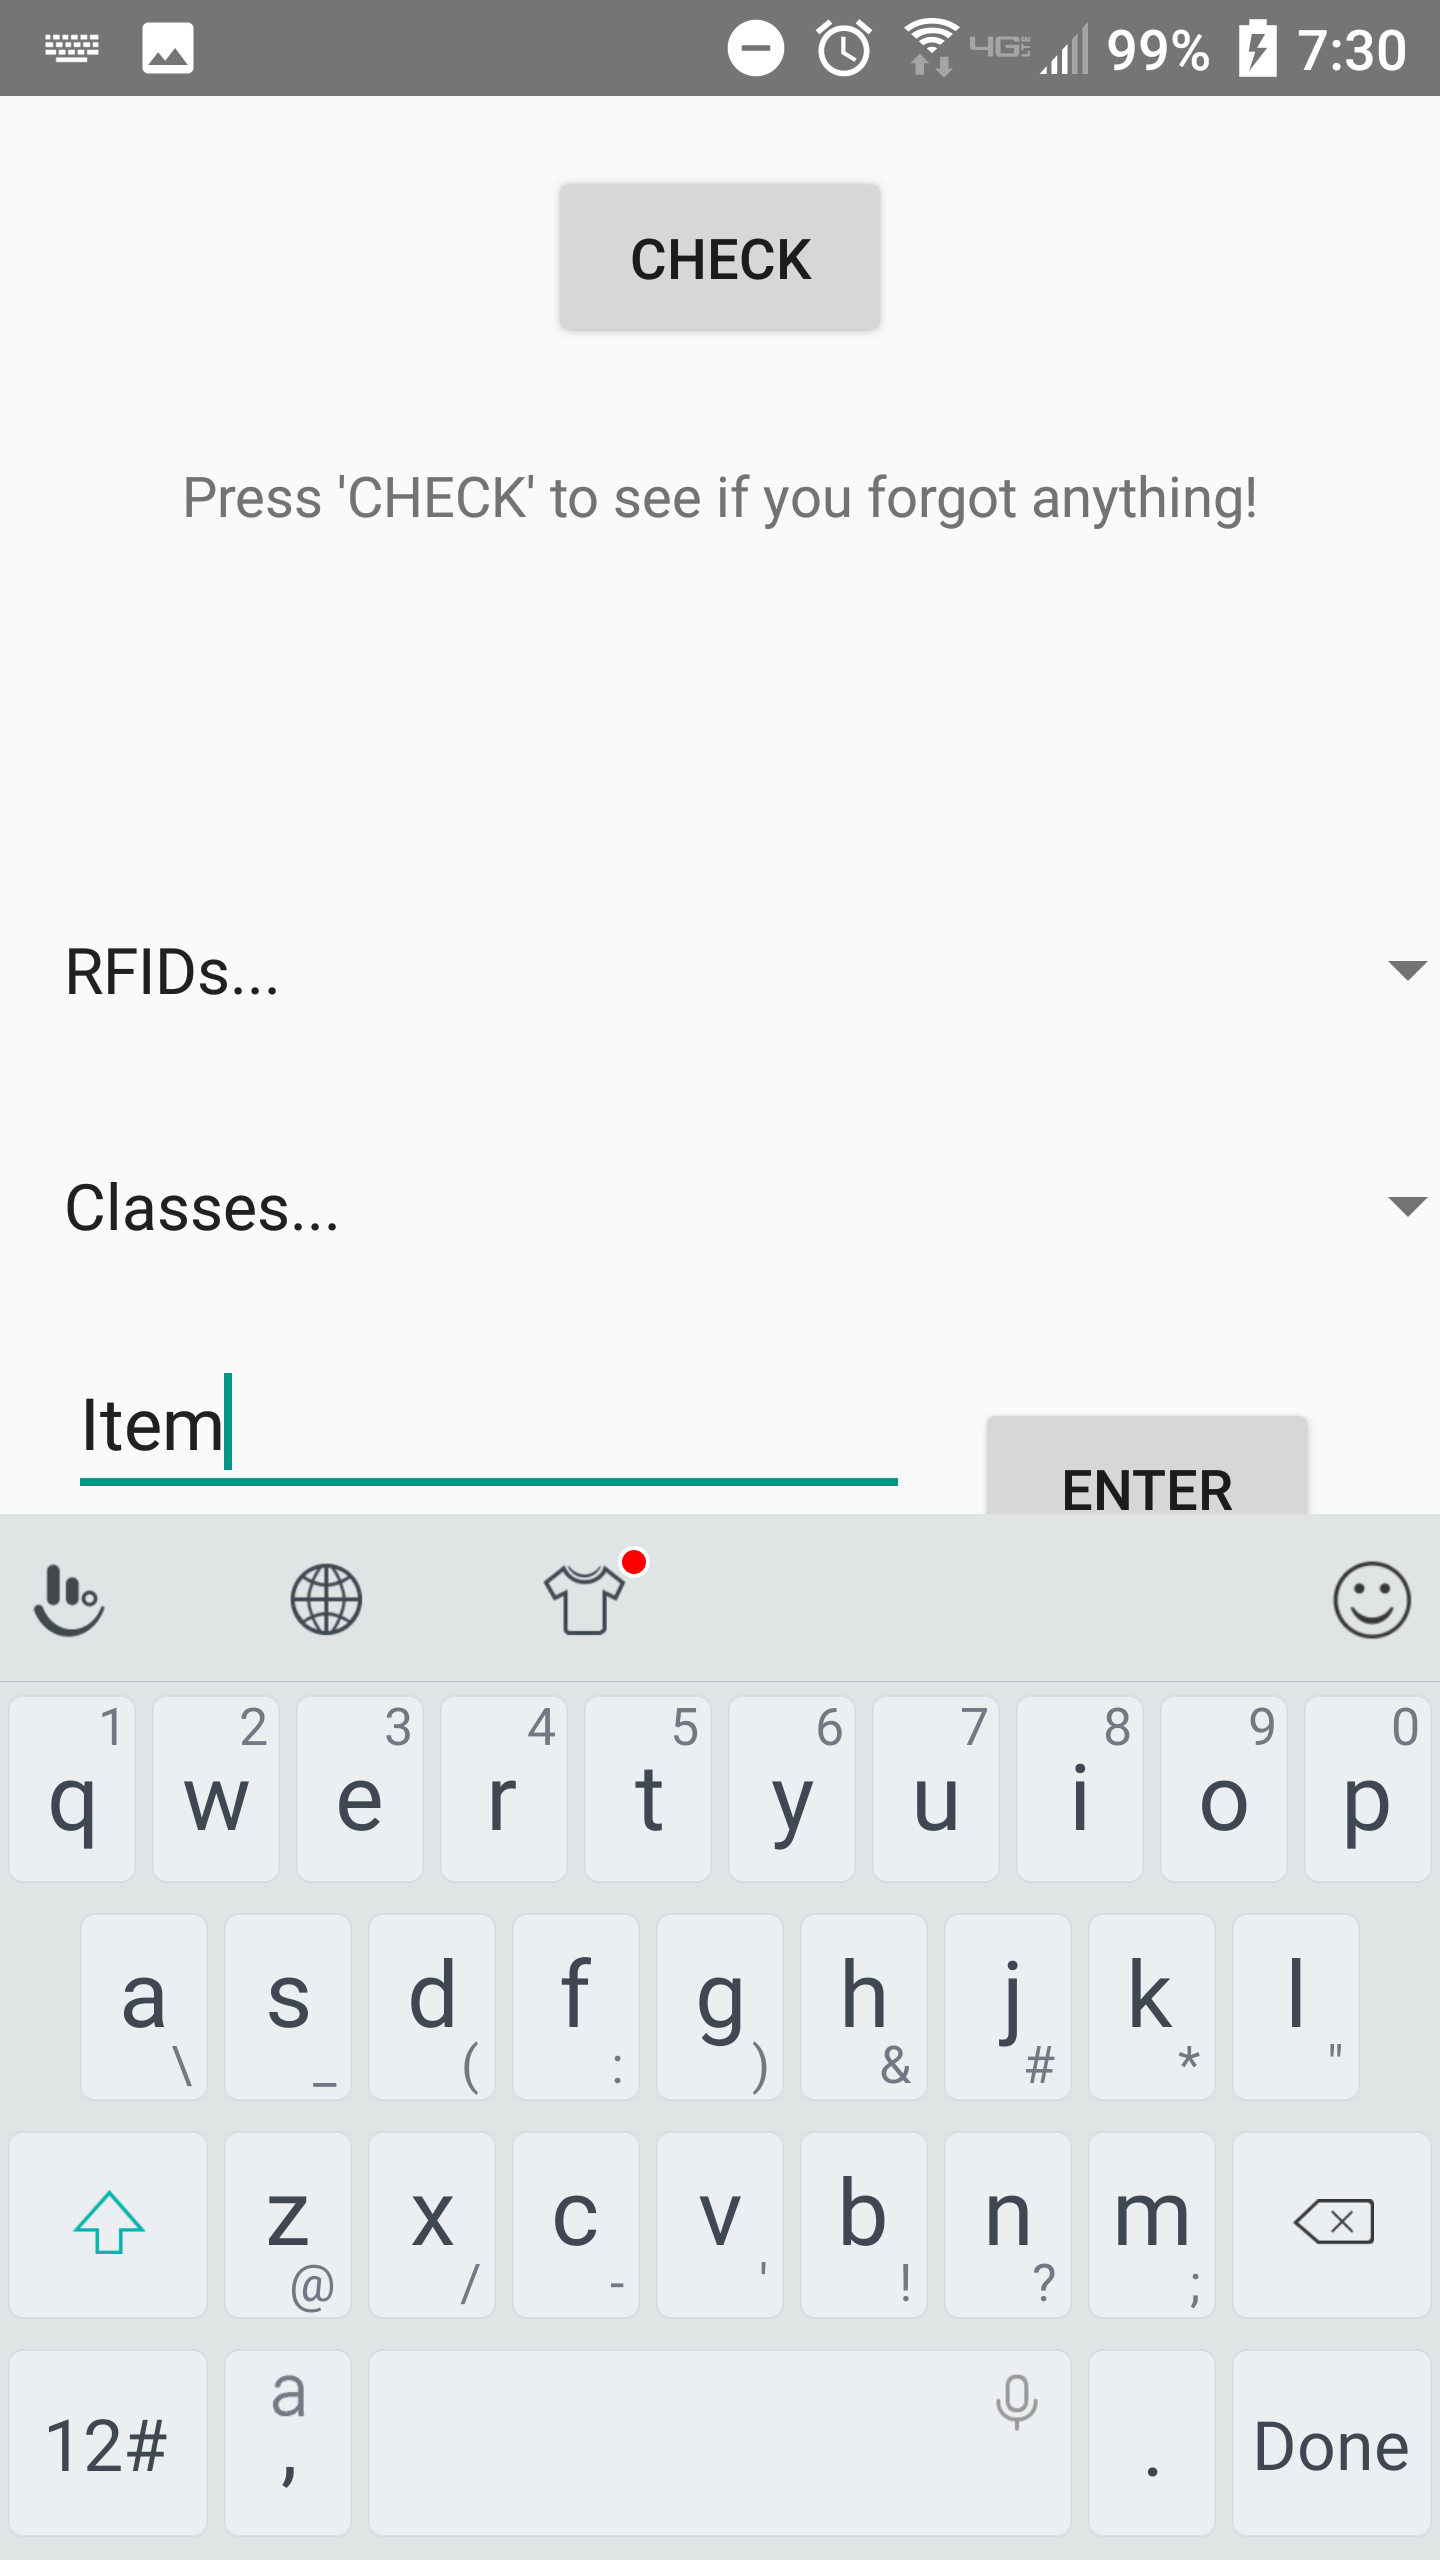 4G LTE 99% 7:30
CHECK
Press 'CHECK' to see if you forgot anything!
RFIDs...
Classes...
Item
ENTER
1 2 3 4 5 6 7 8 9 0
q w e r t y u i o p
a s d f g h j k l
\ _ ( : ) & # * "
z x c v b n m
@ / - ' ! ? ;
a
12# , . Done